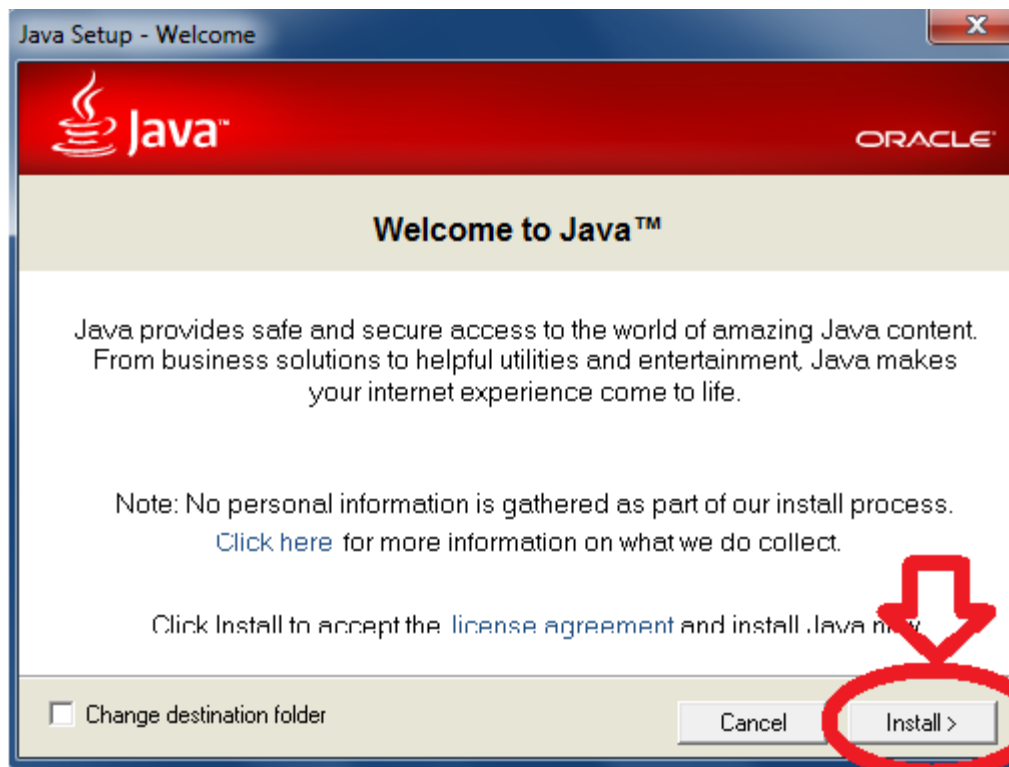 Java Setup - Welcome
Java™
ORACLE
Welcome to Java™
Java provides safe and secure access to the world of amazing Java content.
From business solutions to helpful utilities and entertainment, Java makes
your internet experience come to life.
Note: No personal information is gathered as part of our install process.
Click here for more information on what we do collect.
Click Install to accept the license agreement and install Java now.
Change destination folder
Cancel
Install >